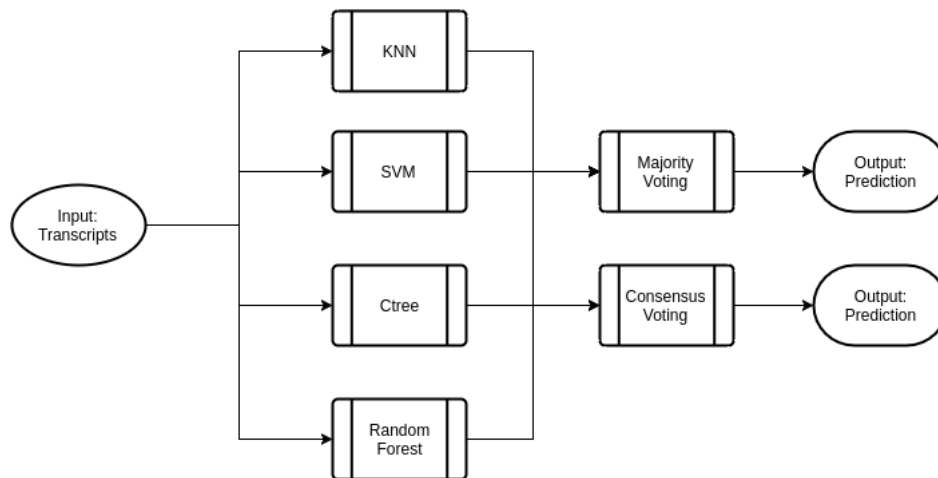 KNN
SVM
Majority
Voting
Output:
Prediction
Input:
Transcripts
Ctree
Consensus
Voting
Output:
Prediction
Random
Forest